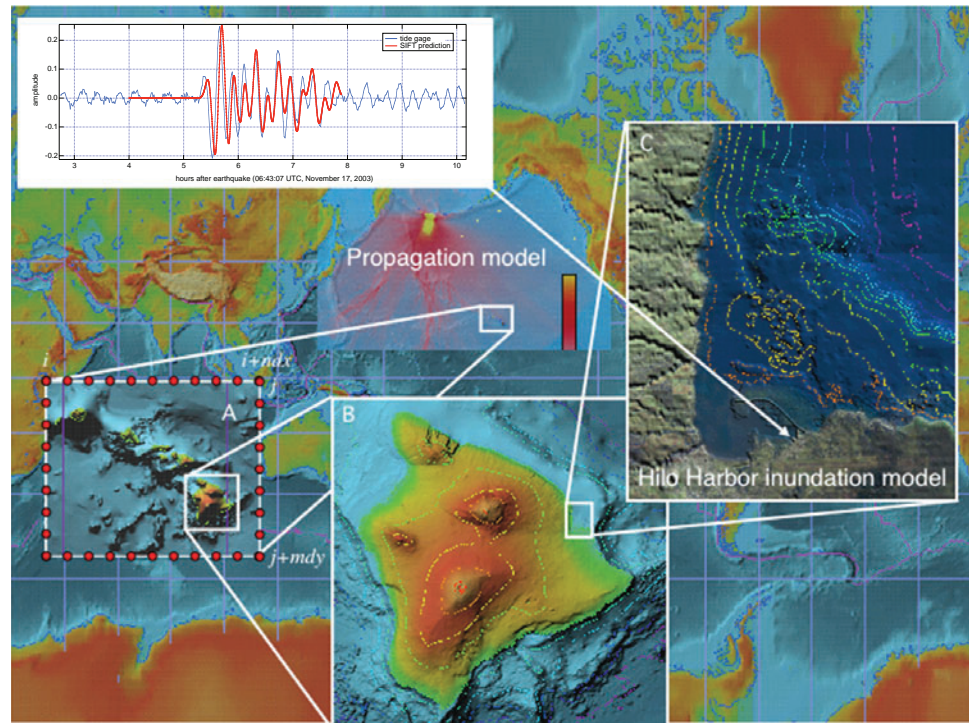 0.2
0.1
0.0
-0.1
-0.2
amplitude
tide gage
SIFT prediction
3 4 5 6 7 8 9 10
hours after earthquake (06:43:07 UTC, November 17, 2003)
C
Propagation model
i
i+ndx
j
A
B
Hilo Harbor inundation model
j+mdy